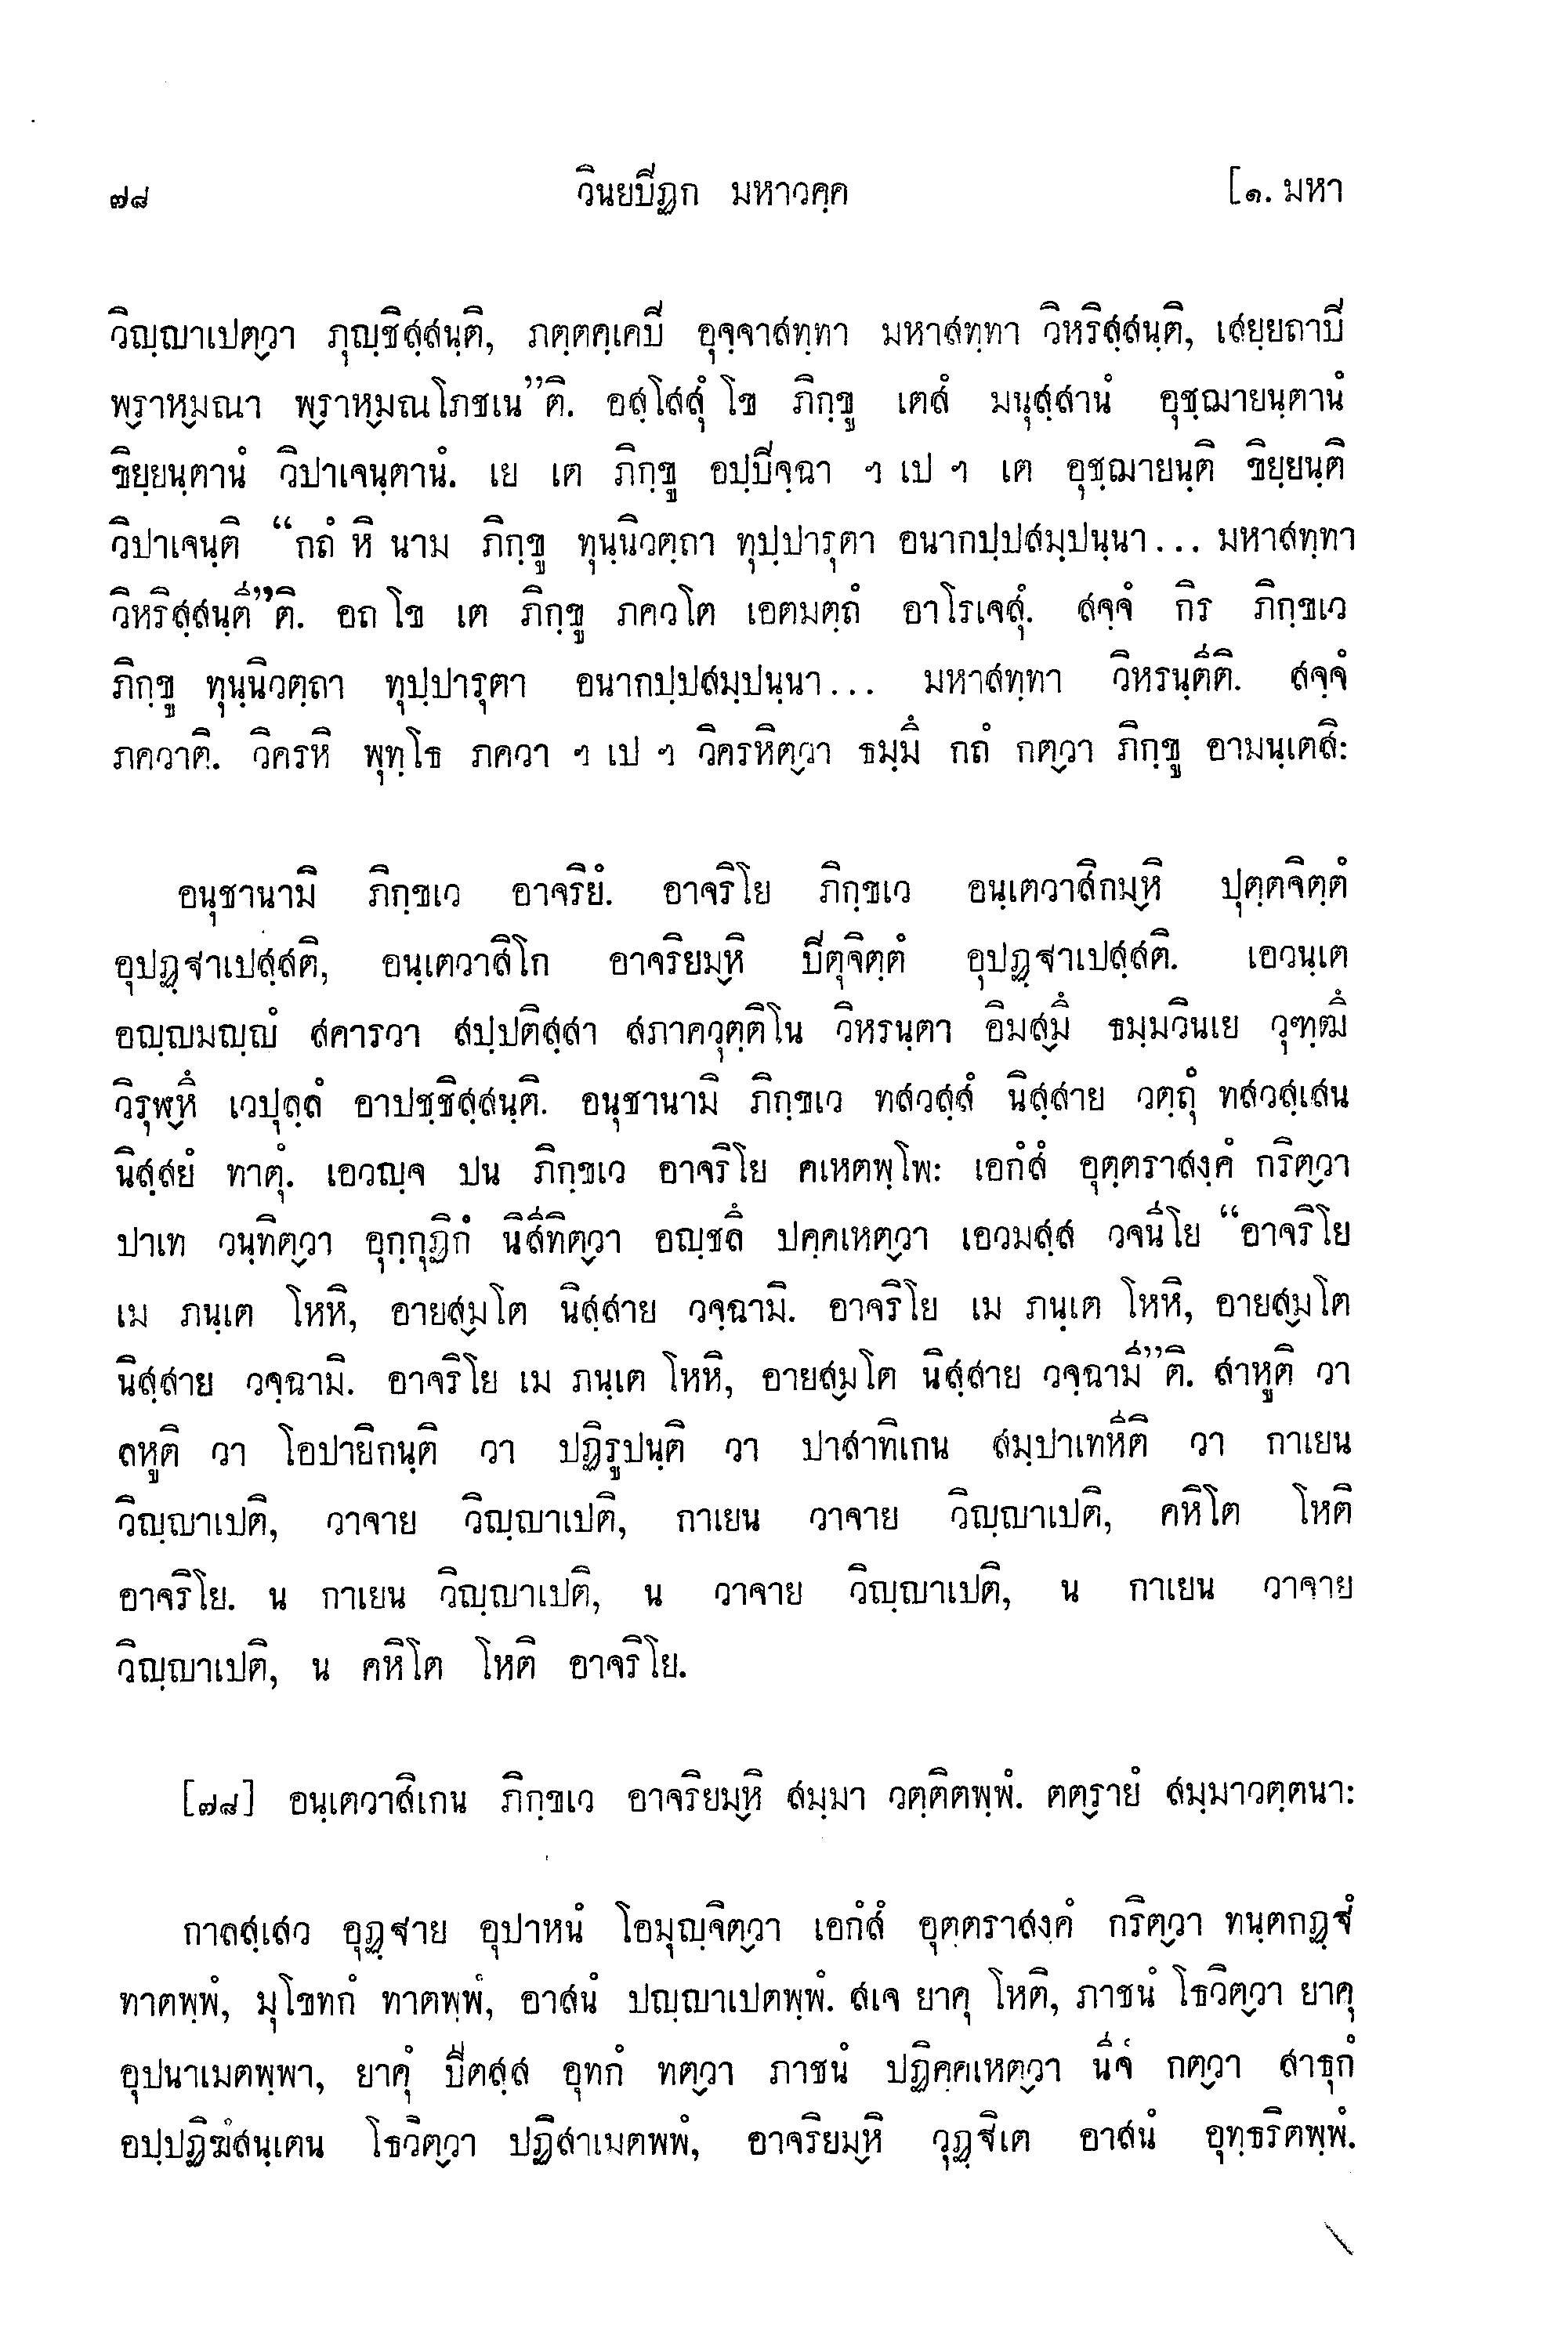 ๗๘ วินยปิฏก มหาวคฺค [๑. มหา
วิญฺญาเปตฺวา ภุญฺชิสฺสนฺติ, ภตฺตคฺเคปิ อุจฺจาสทฺทา มหาสทฺทา วิหริสฺสนฺติ, เสยฺยถาปิ
พฺราหฺมณา พฺราหฺมณโภชเน”ติ. อสฺโสสุํ โข ภิกฺขู เตสํ มนุสฺสานํ อุชฺฌายนฺตานํ
ขิยฺยนฺตานํ วิปาเจนฺตานํ. เย เต ภิกฺขู อปฺปิจฺฉา ฯ เป ฯ เต อุชฺฌายนฺติ ขิยฺยนฺติ
วิปาเจนฺติ “กถํ หิ นาม ภิกฺขู ทุนฺนิวตฺถา ทุปฺปารุตา อนากปฺปสมฺปนฺนา... มหาสทฺทา
วิหริสฺสนฺตี”ติ. อถ โข เต ภิกฺขู ภควโต เอตมตฺถํ อาโรเจสุํ. สจฺจํ กิร ภิกฺขเว
ภิกฺขู ทุนฺนิวตฺถา ทุปฺปารุตา อนากปฺปสมฺปนฺนา... มหาสทฺทา วิหรนฺตีติ. สจฺจํ
ภควาติ. วิครหิ พุทฺโธ ภควา ฯ เป ฯ วิครหิตฺวา ธมฺมึ กถํ กตฺวา ภิกฺขู อามนฺเตสิ:
อนุชานามิ ภิกฺขเว อาจริยํ. อาจริโย ภิกฺขเว อนฺเตวาสิกมฺหิ ปุตฺตจิตฺตํ
อุปฏฺฐาเปสฺสติ, อนฺเตวาสิโก อาจริยมฺหิ ปิตุจิตฺตํ อุปฏฺฐาเปสฺสติ. เอวนฺเต
อญฺญมญฺญํ สคารวา สปฺปติสฺสา สภาควุตฺติโน วิหรนฺตา อิมสฺมึ ธมฺมวินเย วุฑฺฒึ
วิรุฬฺหึ เวปุลฺลํ อาปชฺชิสฺสนฺติ. อนุชานามิ ภิกฺขเว ทสวสฺสํ นิสฺสาย วตฺถุํ ทสวสฺเสน
นิสฺสยํ ทาตุํ. เอวญฺจ ปน ภิกฺขเว อาจริโย คเหตพฺโพ: เอกํสํ อุตฺตราสงฺคํ กริตฺวา
ปาเท วนฺทิตฺวา อุกฺกุฏิกํ นิสีทิตฺวา อญฺชลึ ปคฺคเหตฺวา เอวมสฺส วจนีโย “อาจริโย
เม ภนฺเต โหหิ, อายสฺมโต นิสฺสาย วจฺฉามิ. อาจริโย เม ภนฺเต โหหิ, อายสฺมโต
นิสฺสาย วจฺฉามิ. อาจริโย เม ภนฺเต โหหิ, อายสฺมโต นิสฺสาย วจฺฉามี”ติ. สาหูติ วา
ลหูติ วา โอปายิกนฺติ วา ปฏิรูปนฺติ วา ปาสาทิเกน สมฺปาเทหีติ วา กาเยน
วิญฺญาเปติ, วาจาย วิญฺญาเปติ, กาเยน วาจาย วิญฺญาเปติ, คหิโต โหติ
อาจริโย. น กาเยน วิญฺญาเปติ, น วาจาย วิญฺญาเปติ, น กาเยน วาจาย
วิญฺญาเปติ, น คหิโต โหติ อาจริโย.
[๗๘] อนฺเตวาสิเกน ภิกฺขเว อาจริยมฺหิ สมฺมา วตฺติตพฺพํ. ตตฺรายํ สมฺมาวตฺตนา:
กาลสฺเสว อุฏฺฐาย อุปาหนํ โอมุญฺจิตฺวา เอกํสํ อุตฺตราสงฺคํ กริตฺวา ทนฺตกฏฺฐํ
ทาตพฺพํ, มุโขทกํ ทาตพฺพํ, อาสนํ ปญฺญาเปตพฺพํ. สเจ ยาคุ โหติ, ภาชนํ โธวิตฺวา ยาคุ
อุปนาเมตพฺพา, ยาคุํ ปีตสฺส อุทกํ ทตฺวา ภาชนํ ปฏิคฺคเหตฺวา นีจํ กตฺวา สาธุกํ
อปฺปฏิฆํสนฺเตน โธวิตฺวา ปฏิสาเมตพฺพํ, อาจริยมฺหิ วุฏฺฐิเต อาสนํ อุทฺธริตพฺพํ.